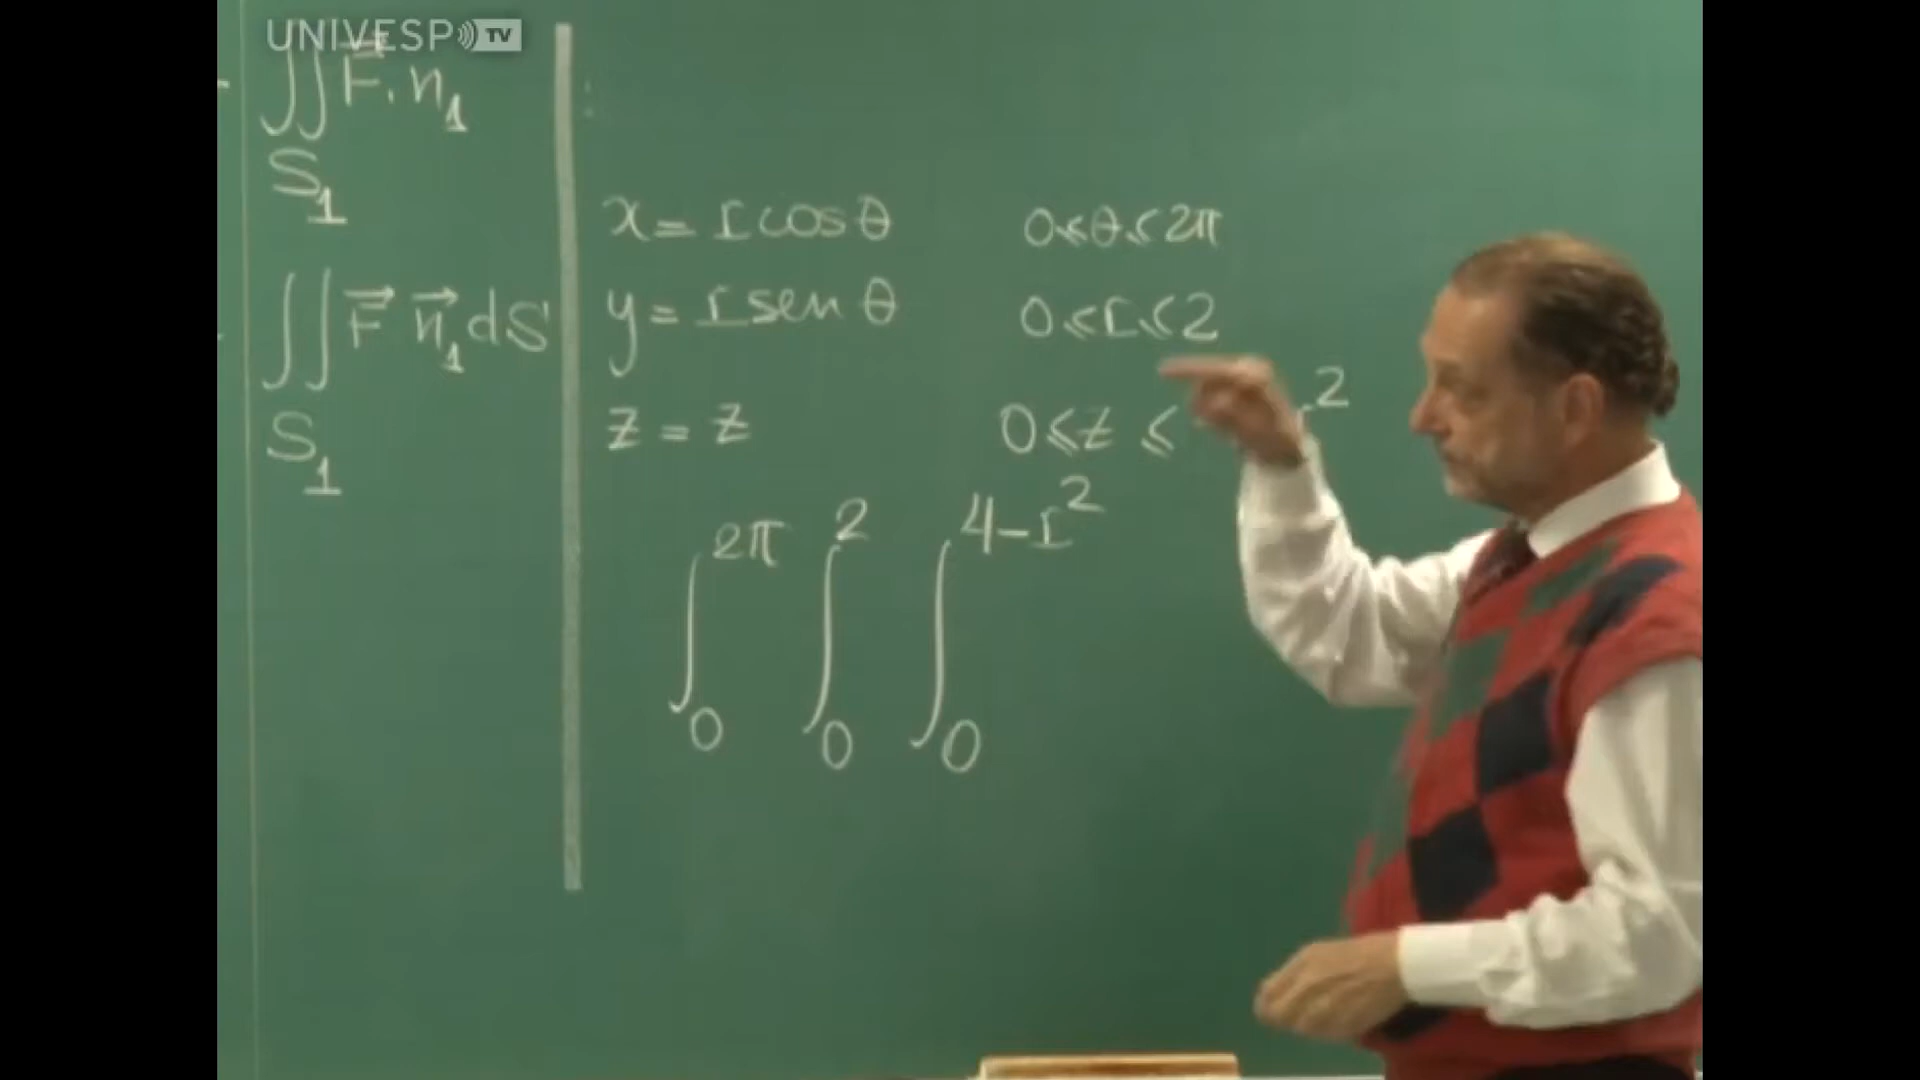 UNIVESP TV
∬ F⃗ . n₁
S₁
∬ F⃗ n⃗₁ dS
S₁
x = r cos θ
0 ≤ θ ≤ 2π
y = r sen θ
0 ≤ r ≤ 2
z = z
0 ≤ z ≤ ²
∫₀^2π ∫₀^2 ∫₀^4-r²